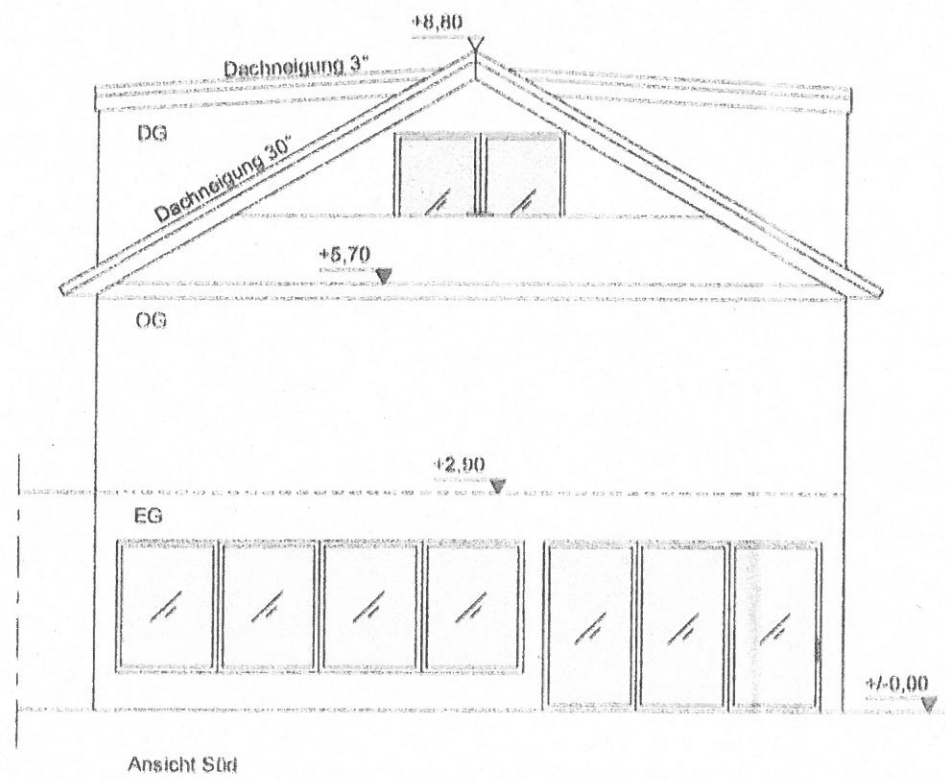 +8,80
Dachneigung 3°
DG
Dachneigung 30°
+5,70
OG
+2,90
EG
+/-0,00
Ansicht Süd